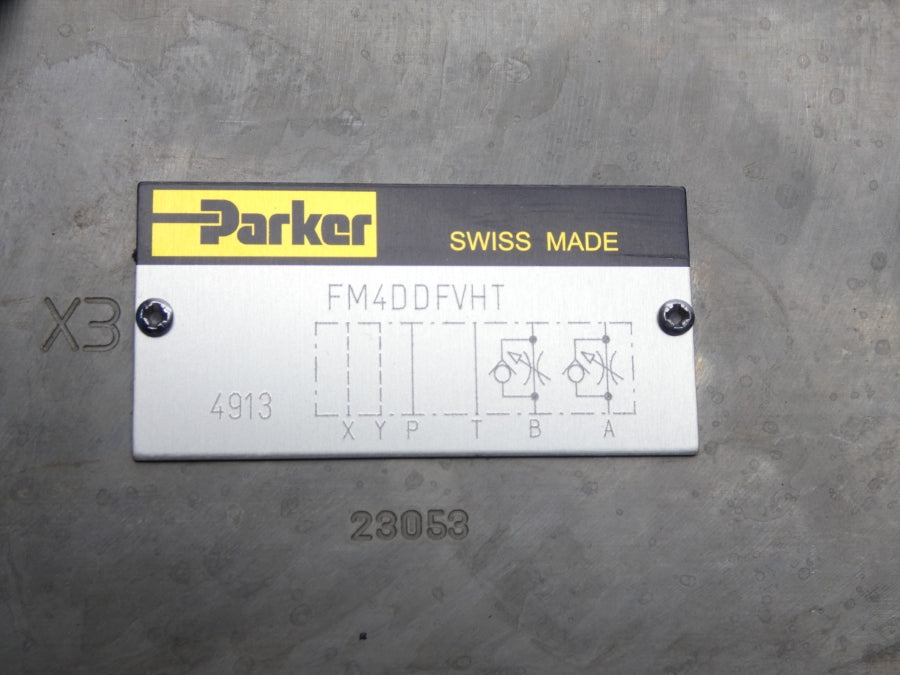 Parker
SWISS MADE
FM4DDFVHT
X3
4913
X Y P T B A
23053